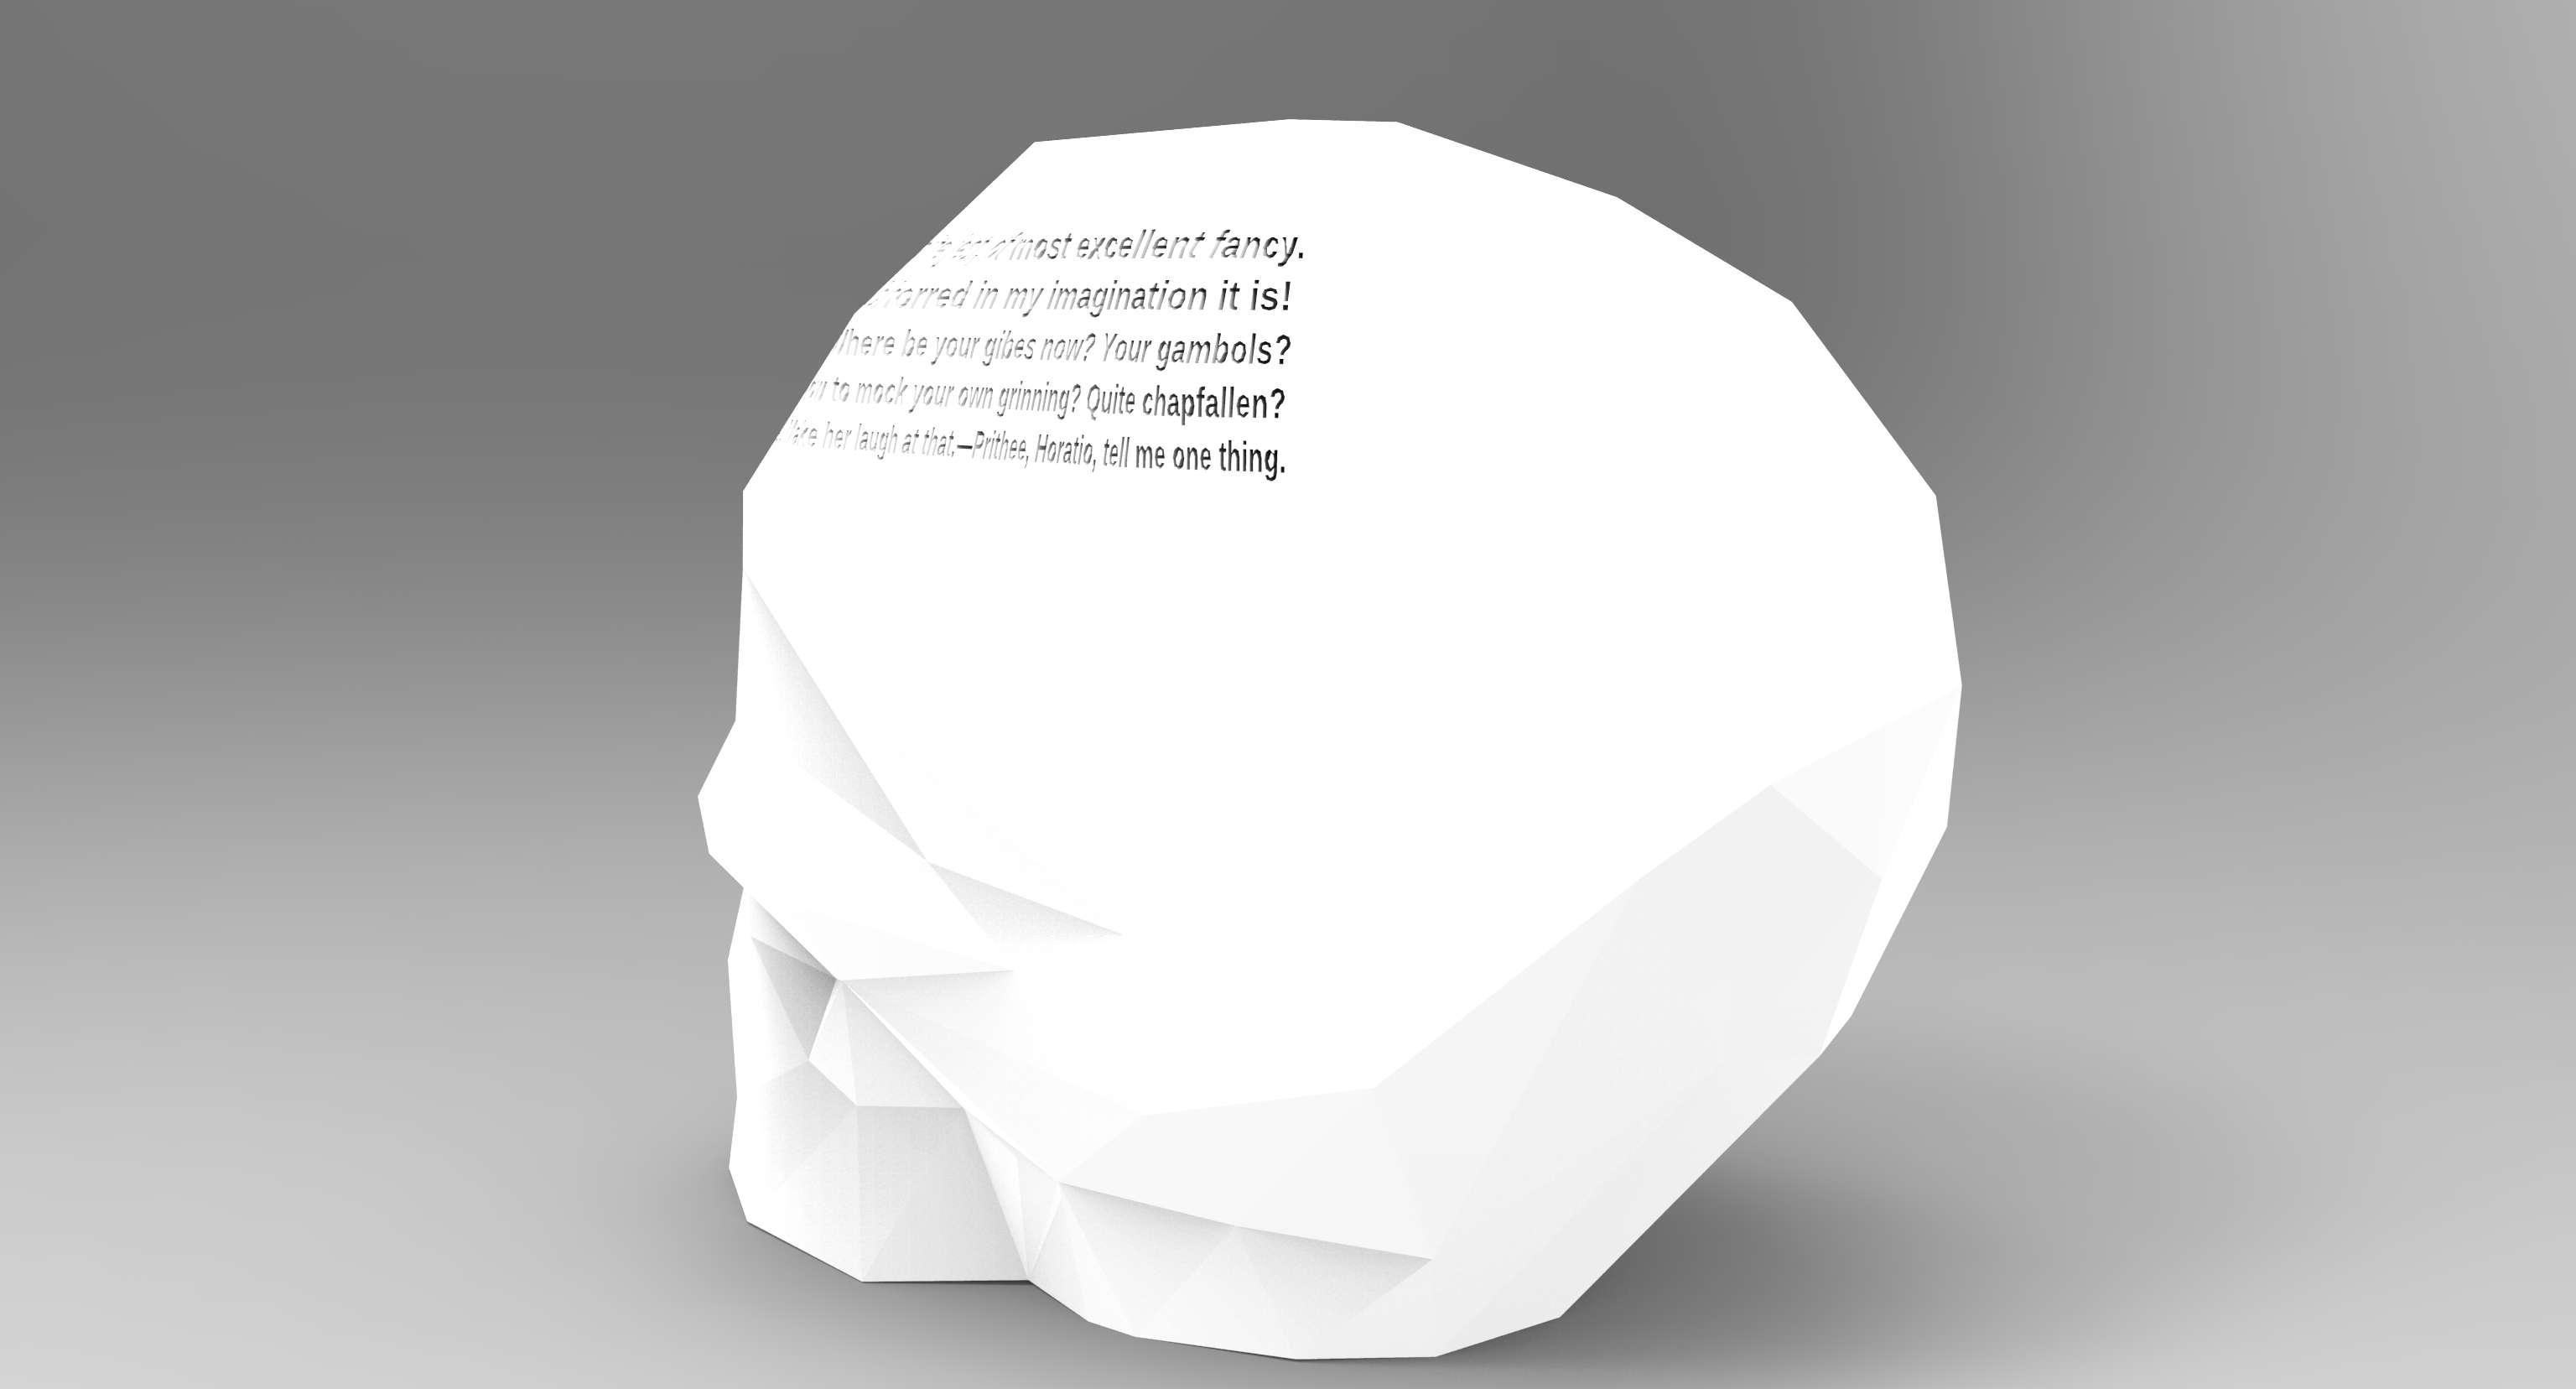 most excellent fancy.
in my imagination it is!
be your gibes now? Your gambols?
to mock your own grinning? Quite chapfallen?
her laugh at that.—Prithee, Horatio, tell me one thing.